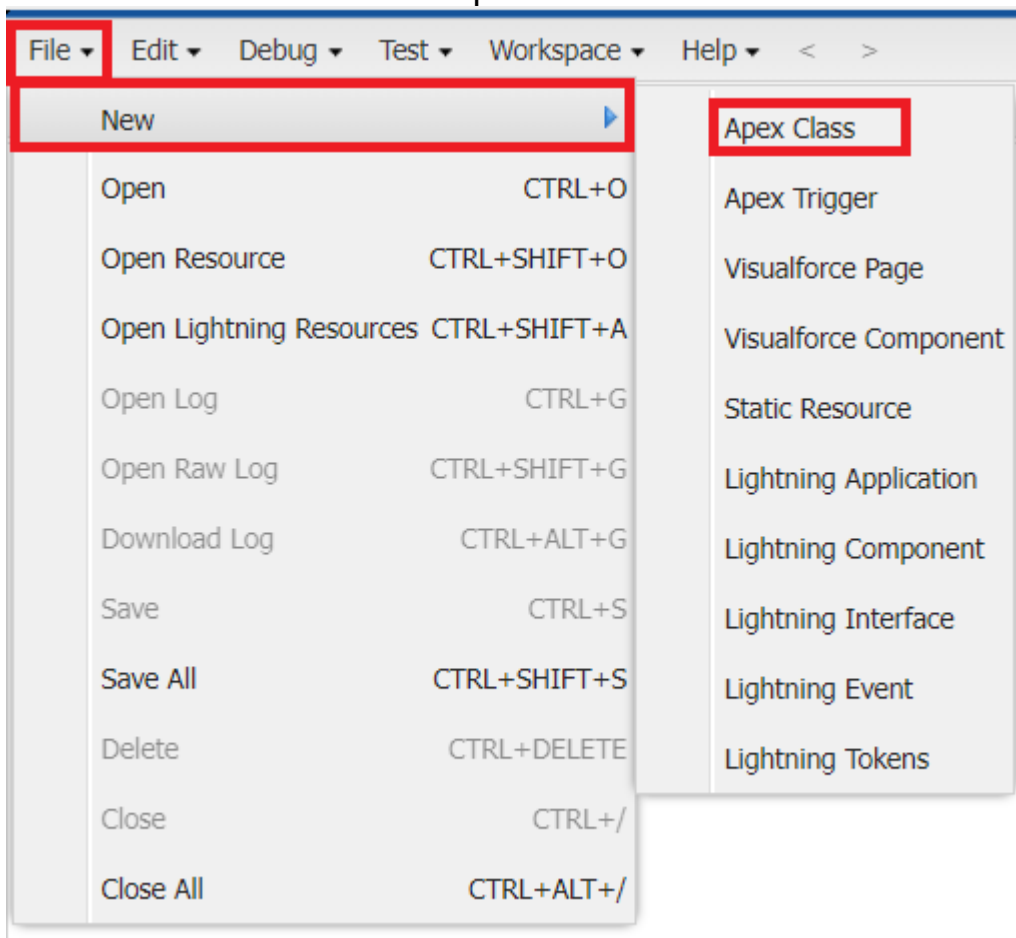 File Edit Debug Test Workspace Help < >
New
Open CTRL+O
Open Resource CTRL+SHIFT+O
Open Lightning Resources CTRL+SHIFT+A
Open Log CTRL+G
Open Raw Log CTRL+SHIFT+G
Download Log CTRL+ALT+G
Save CTRL+S
Save All CTRL+SHIFT+S
Delete CTRL+DELETE
Close CTRL+/
Close All CTRL+ALT+/
Apex Class
Apex Trigger
Visualforce Page
Visualforce Component
Static Resource
Lightning Application
Lightning Component
Lightning Interface
Lightning Event
Lightning Tokens